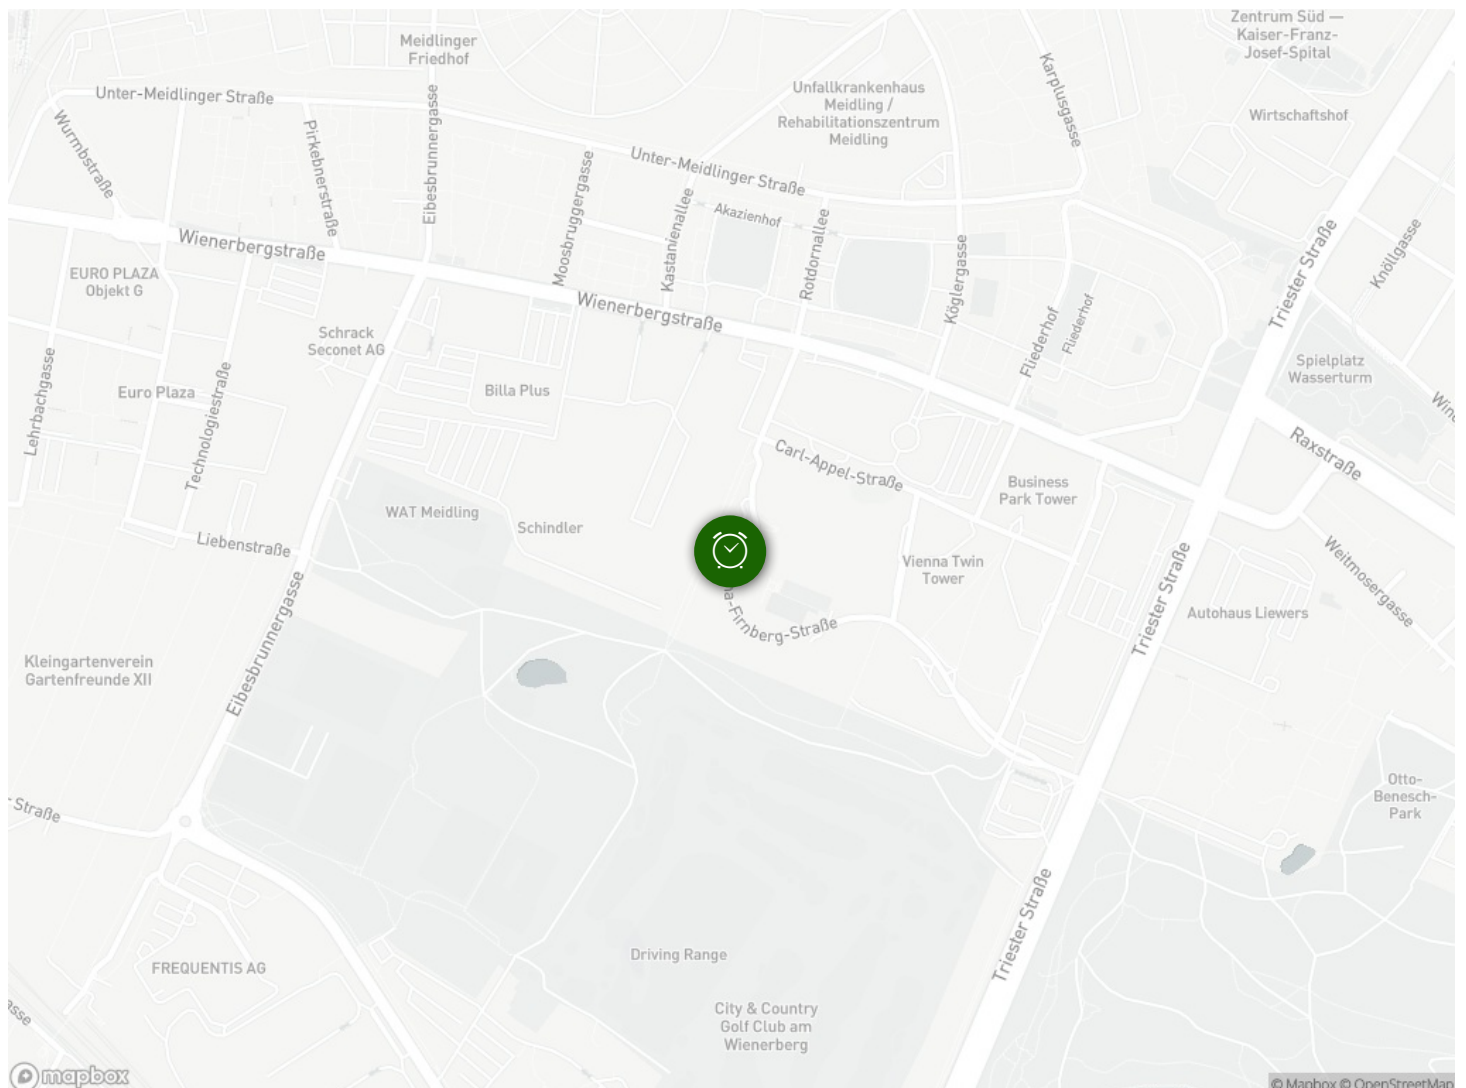 Zentrum Süd —
Kaiser-Franz-
Josef-Spital
Meidlinger
Friedhof
Karplusgasse
Unfallkrankenhaus
Meidling /
Rehabilitationszentrum
Meidling
Unter-Meidlinger Straße
Wirtschaftshof
Wurmbstraße
Pirkebnerstraße
Eibesbrunnergasse
Moosbruggergasse
Unter-Meidlinger Straße
Kastanienallee
Akazienhof
Rotdornallee
Köglergasse
Triester Straße
Knöllgasse
Wienerbergstraße
EURO PLAZA
Objekt G
Wienerbergstraße
Fliederhof
Fliederhof
Schrack
Seconet AG
Spielplatz
Wasserturm
Lehrbachgasse
Euro Plaza
Technologiestraße
Billa Plus
Raxstraße
Carl-Appel-Straße
Business
Park Tower
WAT Meidling
Schindler
Liebenstraße
Vienna Twin
Tower
Weitmosergasse
Triester Straße
Autohaus Liewers
na-Firnberg-Straße
Eibesbrunnergasse
Kleingartenverein
Gartenfreunde XII
Otto-
Benesch-
Park
Straße
Triester Straße
Driving Range
FREQUENTIS AG
City & Country
Golf Club am
Wienerberg
mapbox
© Mapbox © OpenStreetMap